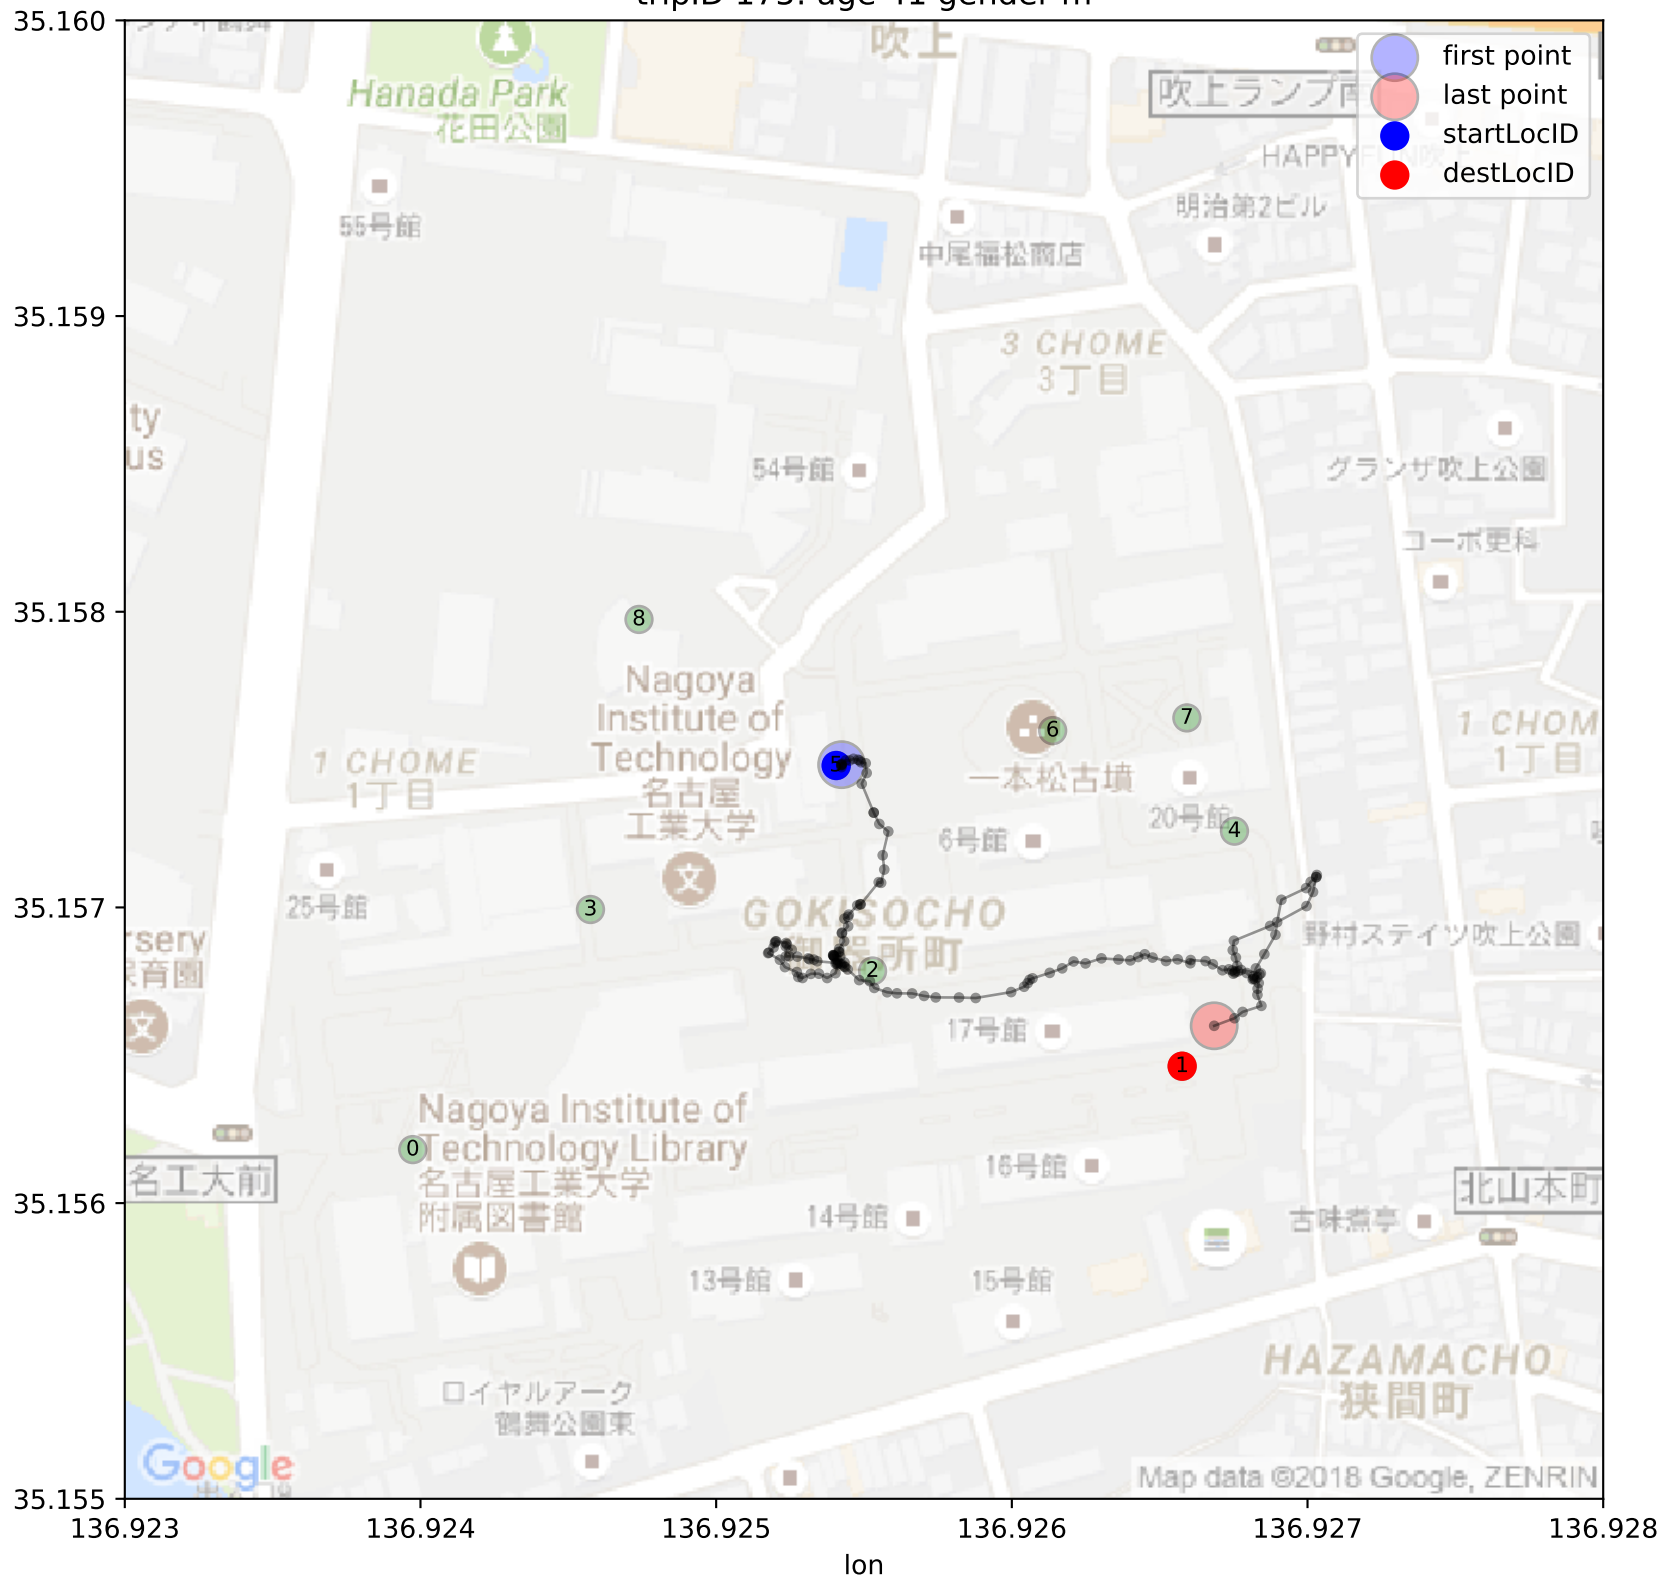 35.160
吹上
first point
last point
startLocID
destLocID
Hanada Park
花田公園
吹上ランプ
HAPPY
明治第2ビル
55号館
中尾福松商店
35.159
3 CHOME
3丁目
ty
us
54号館
グランザ吹上公園
コーポ更科
35.158
8
Nagoya
Institute of
Technology
名古屋
工業大学
6
7
1 CHOM
1丁目
5
一本松古墳
1 CHOME
1丁目
20号館
4
6号館
25号館
3
35.157
GOKISOCHO
所町
野村ステイツ吹上公園
rsery
育園
2
17号館
1
Nagoya Institute of
Technology Library
名古屋工業大学
附属図書館
0
名工大前
16号館
北山本町
35.156
14号館
古味煮亭
13号館
15号館
HAZAMACHO
狭間町
ロイヤルアーク
鶴舞公園東
Google
Map data ©2018 Google, ZENRIN
35.155
136.923
136.924
136.925
136.926
136.927
136.928
lon